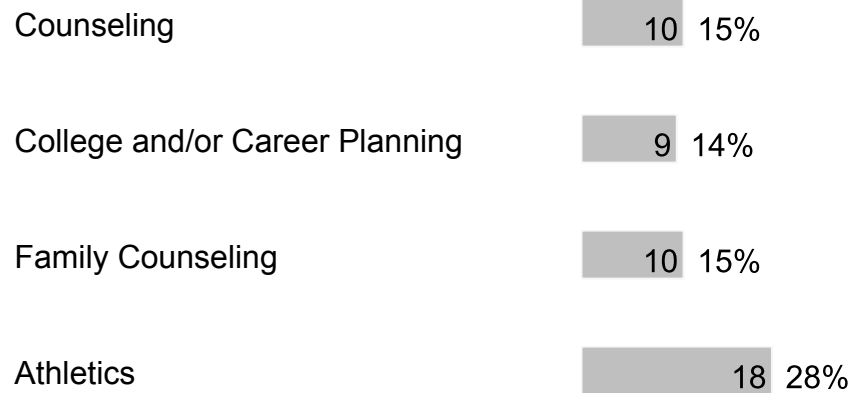 Counseling 10 15%
College and/or Career Planning 9 14%
Family Counseling 10 15%
Athletics 18 28%